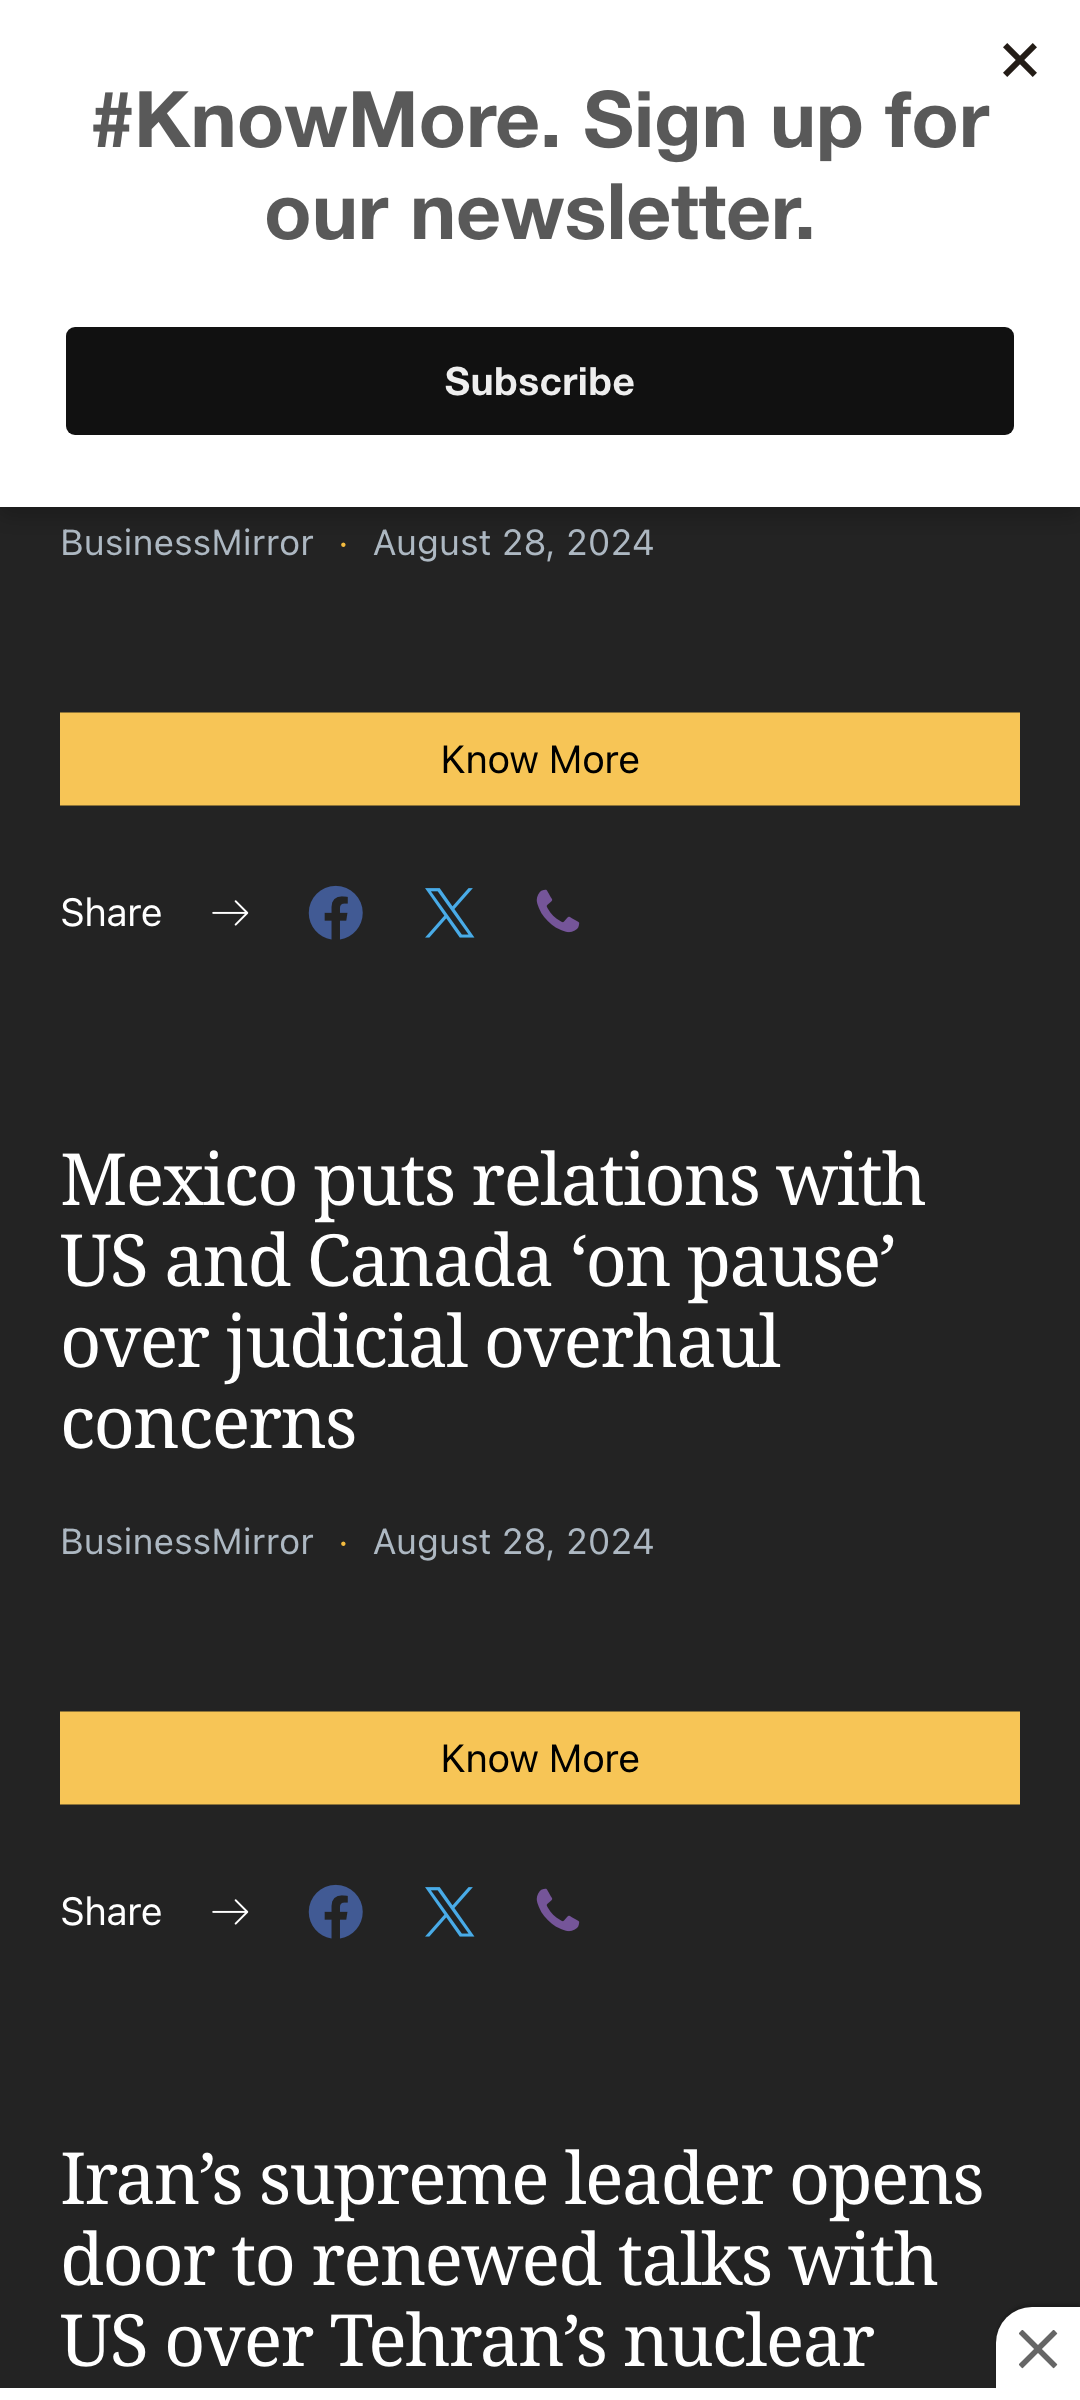 #KnowMore. Sign up for
our newsletter.
Subscribe
BusinessMirror · August 28, 2024
Know More
Share
Mexico puts relations with
US and Canada ‘on pause’
over judicial overhaul
concerns
BusinessMirror · August 28, 2024
Know More
Share
Iran’s supreme leader opens
door to renewed talks with
US over Tehran’s nuclear